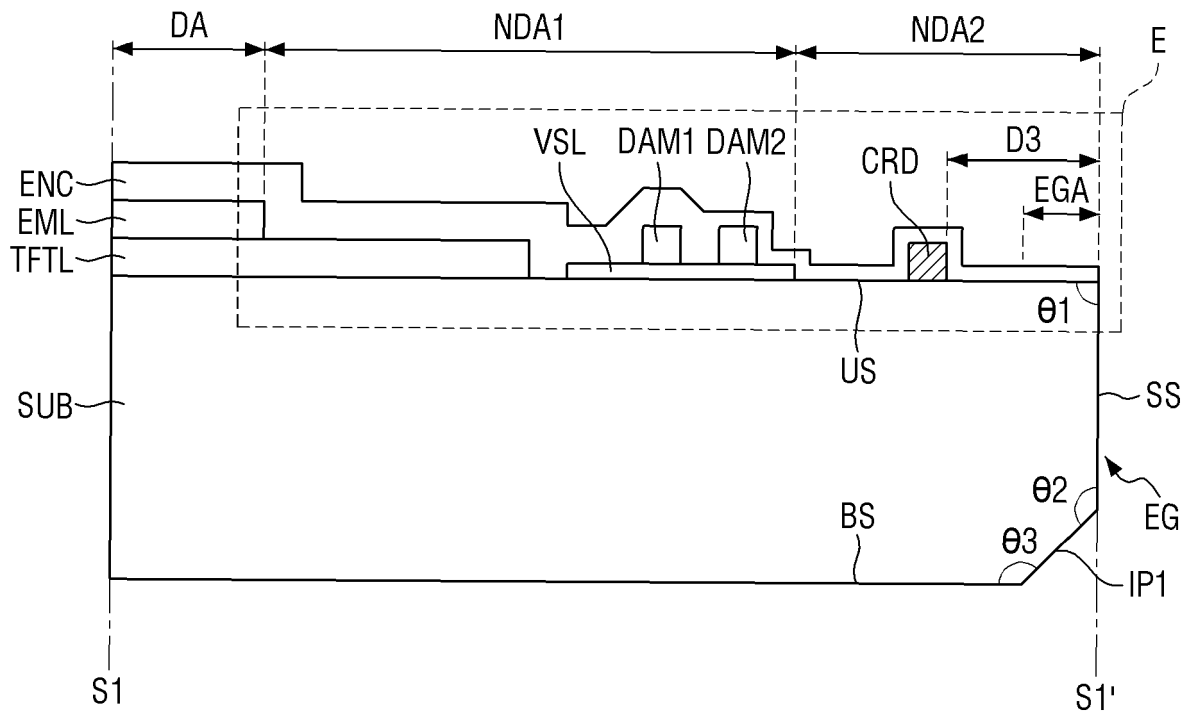 DA
NDA1
NDA2
E
VSL
DAM1
DAM2
CRD
D3
EGA
ENC
EML
TFTL
θ1
US
SUB
SS
θ2
EG
BS
θ3
IP1
S1
S1'